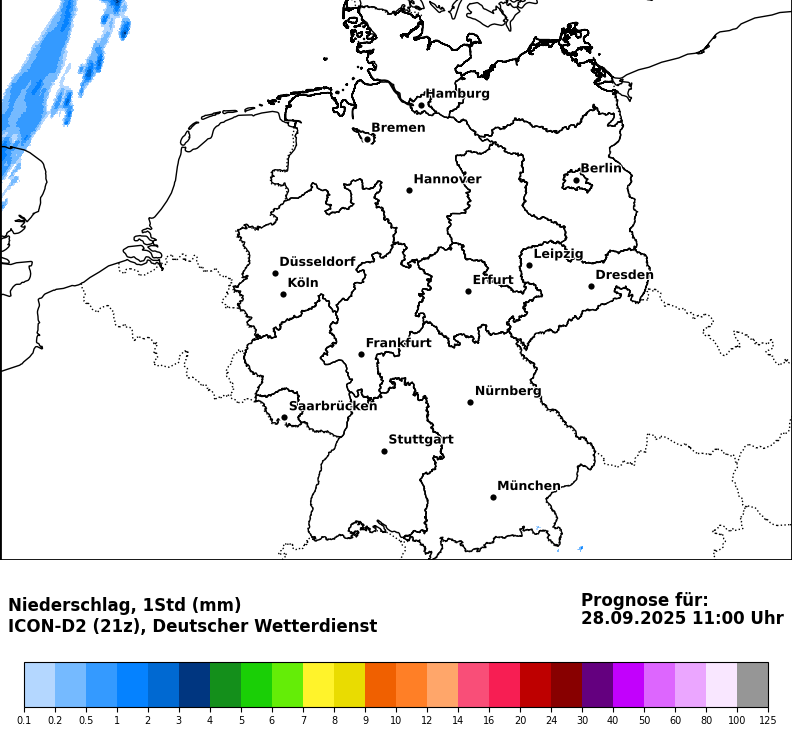 Hamburg
Bremen
Berlin
Hannover
Leipzig
Düsseldorf
Dresden
Köln
Erfurt
Frankfurt
Nürnberg
Saarbrücken
Stuttgart
München
Niederschlag, 1Std (mm)
ICON-D2 (21z), Deutscher Wetterdienst
Prognose für:
28.09.2025 11:00 Uhr
0.1 0.2 0.5 1 2 3 4 5 6 7 8 9 10 12 14 16 20 24 30 40 50 60 80 100 125